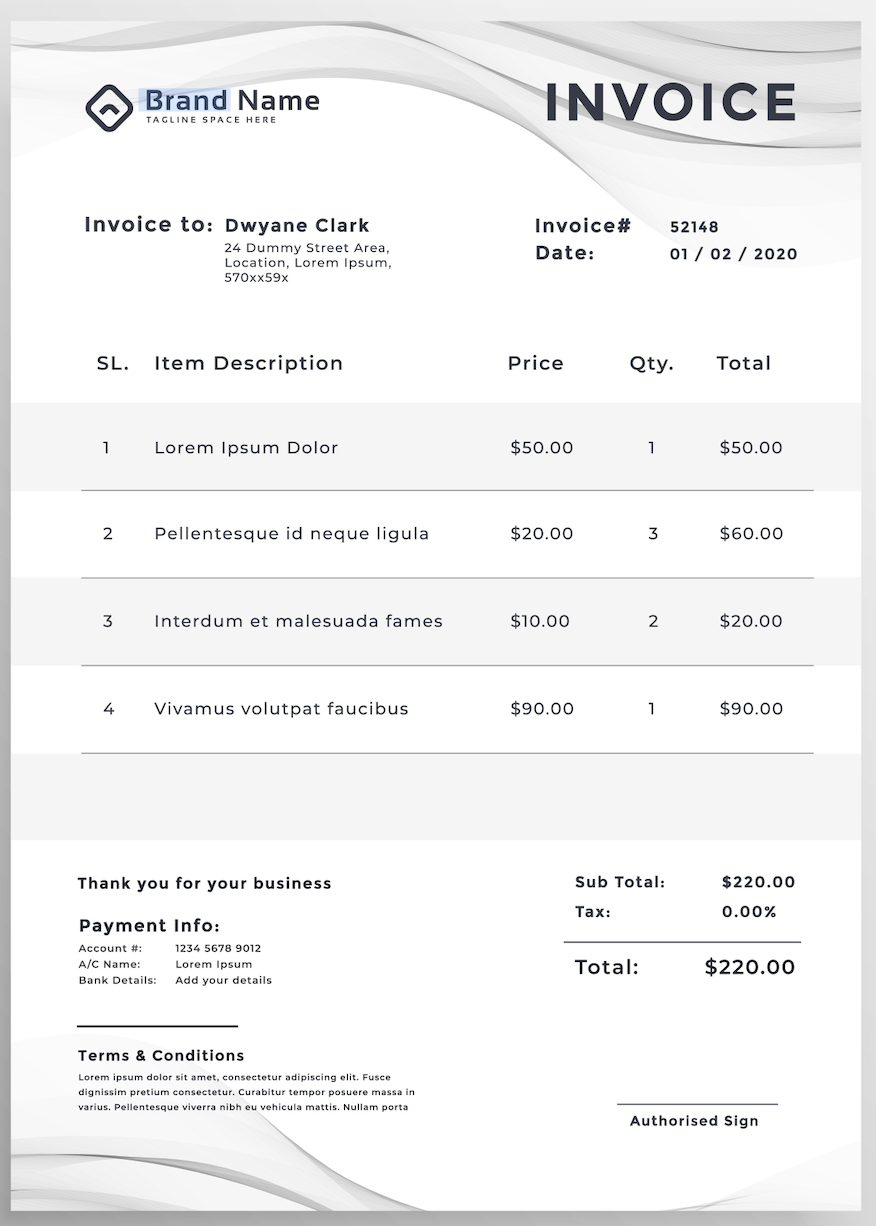 Brand Name
TAGLINE SPACE HERE
INVOICE
Invoice to: Dwyane Clark
24 Dummy Street Area,
Location, Lorem Ipsum,
570xx59x
Invoice# 52148
Date: 01 / 02 / 2020
SL. Item Description Price Qty. Total
1 Lorem Ipsum Dolor $50.00 1 $50.00
2 Pellentesque id neque ligula $20.00 3 $60.00
3 Interdum et malesuada fames $10.00 2 $20.00
4 Vivamus volutpat faucibus $90.00 1 $90.00
Thank you for your business
Payment Info:
Account #: 1234 5678 9012
A/C Name: Lorem Ipsum
Bank Details: Add your details
Sub Total: $220.00
Tax: 0.00%
Total: $220.00
Terms & Conditions
Lorem ipsum dolor sit amet, consectetur adipiscing elit. Fusce
dignissim pretium consectetur. Curabitur tempor posuere massa in
varius. Pellentesque viverra nibh eu vehicula mattis. Nullam porta
Authorised Sign